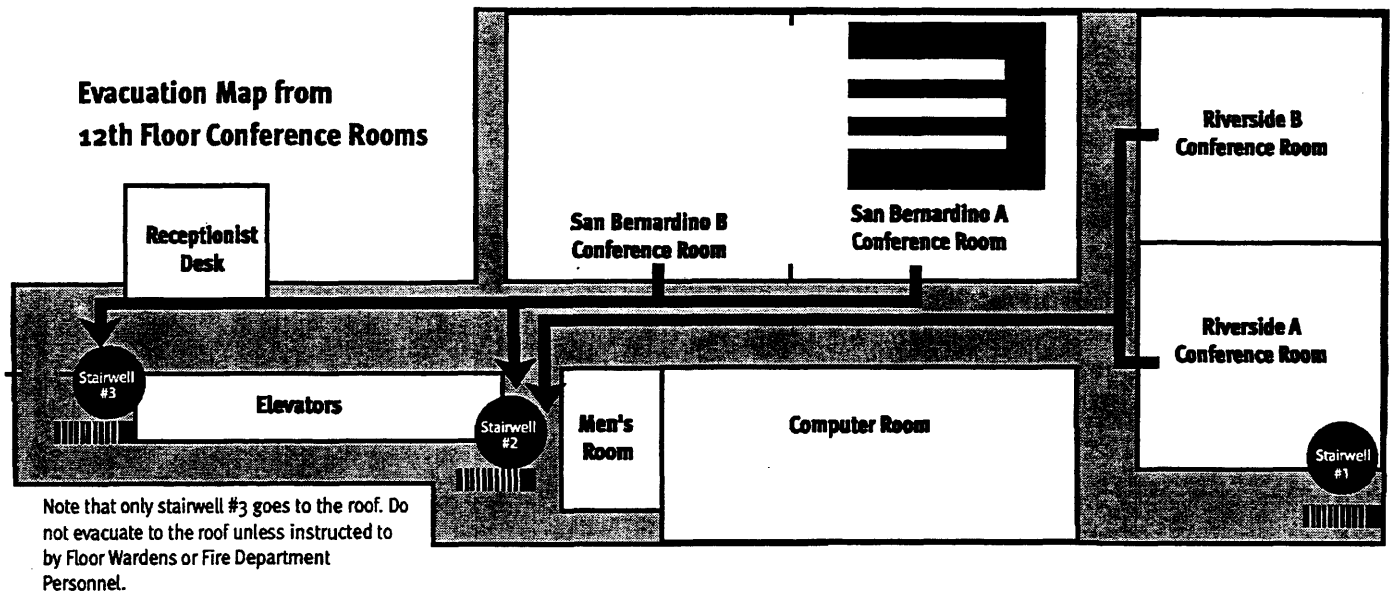 Evacuation Map from
12th Floor Conference Rooms
Receptionist
Desk
San Bernardino B
Conference Room
San Bernardino A
Conference Room
Riverside B
Conference Room
Riverside A
Conference Room
Stairwell
#3
Elevators
Stairwell
#2
Men's
Room
Computer Room
Stairwell
#1
Note that only stairwell #3 goes to the roof. Do
not evacuate to the roof unless instructed to
by Floor Wardens or Fire Department
Personnel.